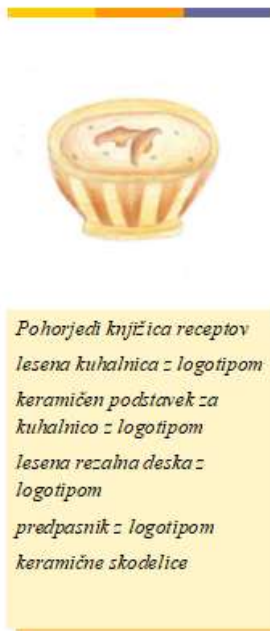 Pohorjedi knjižica receptov
lesena kuhalnica z logotipom
keramičen podstavek za
kuhalnico z logotipom
lesena rezalna deska z
logotipom
predpasnik z logotipom
keramične skodelice